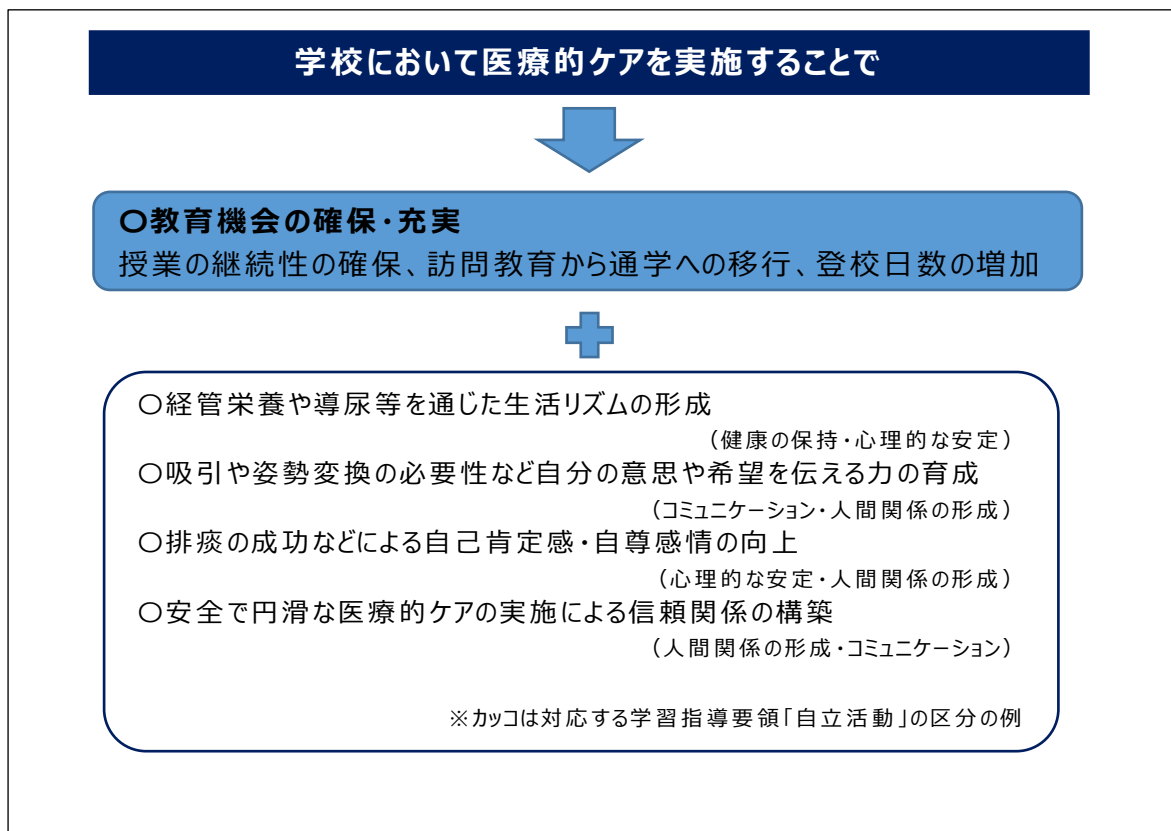 学校において医療的ケアを実施することで
〇教育機会の確保・充実
授業の継続性の確保、訪問教育から通学への移行、登校日数の増加
〇経管栄養や導尿等を通じた生活リズムの形成
（健康の保持・心理的な安定）
〇吸引や姿勢変換の必要性など自分の意思や希望を伝える力の育成
（コミュニケーション・人間関係の形成）
〇排痰の成功などによる自己肯定感・自尊感情の向上
（心理的な安定・人間関係の形成）
〇安全で円滑な医療的ケアの実施による信頼関係の構築
（人間関係の形成・コミュニケーション）
※カッコは対応する学習指導要領「自立活動」の区分の例